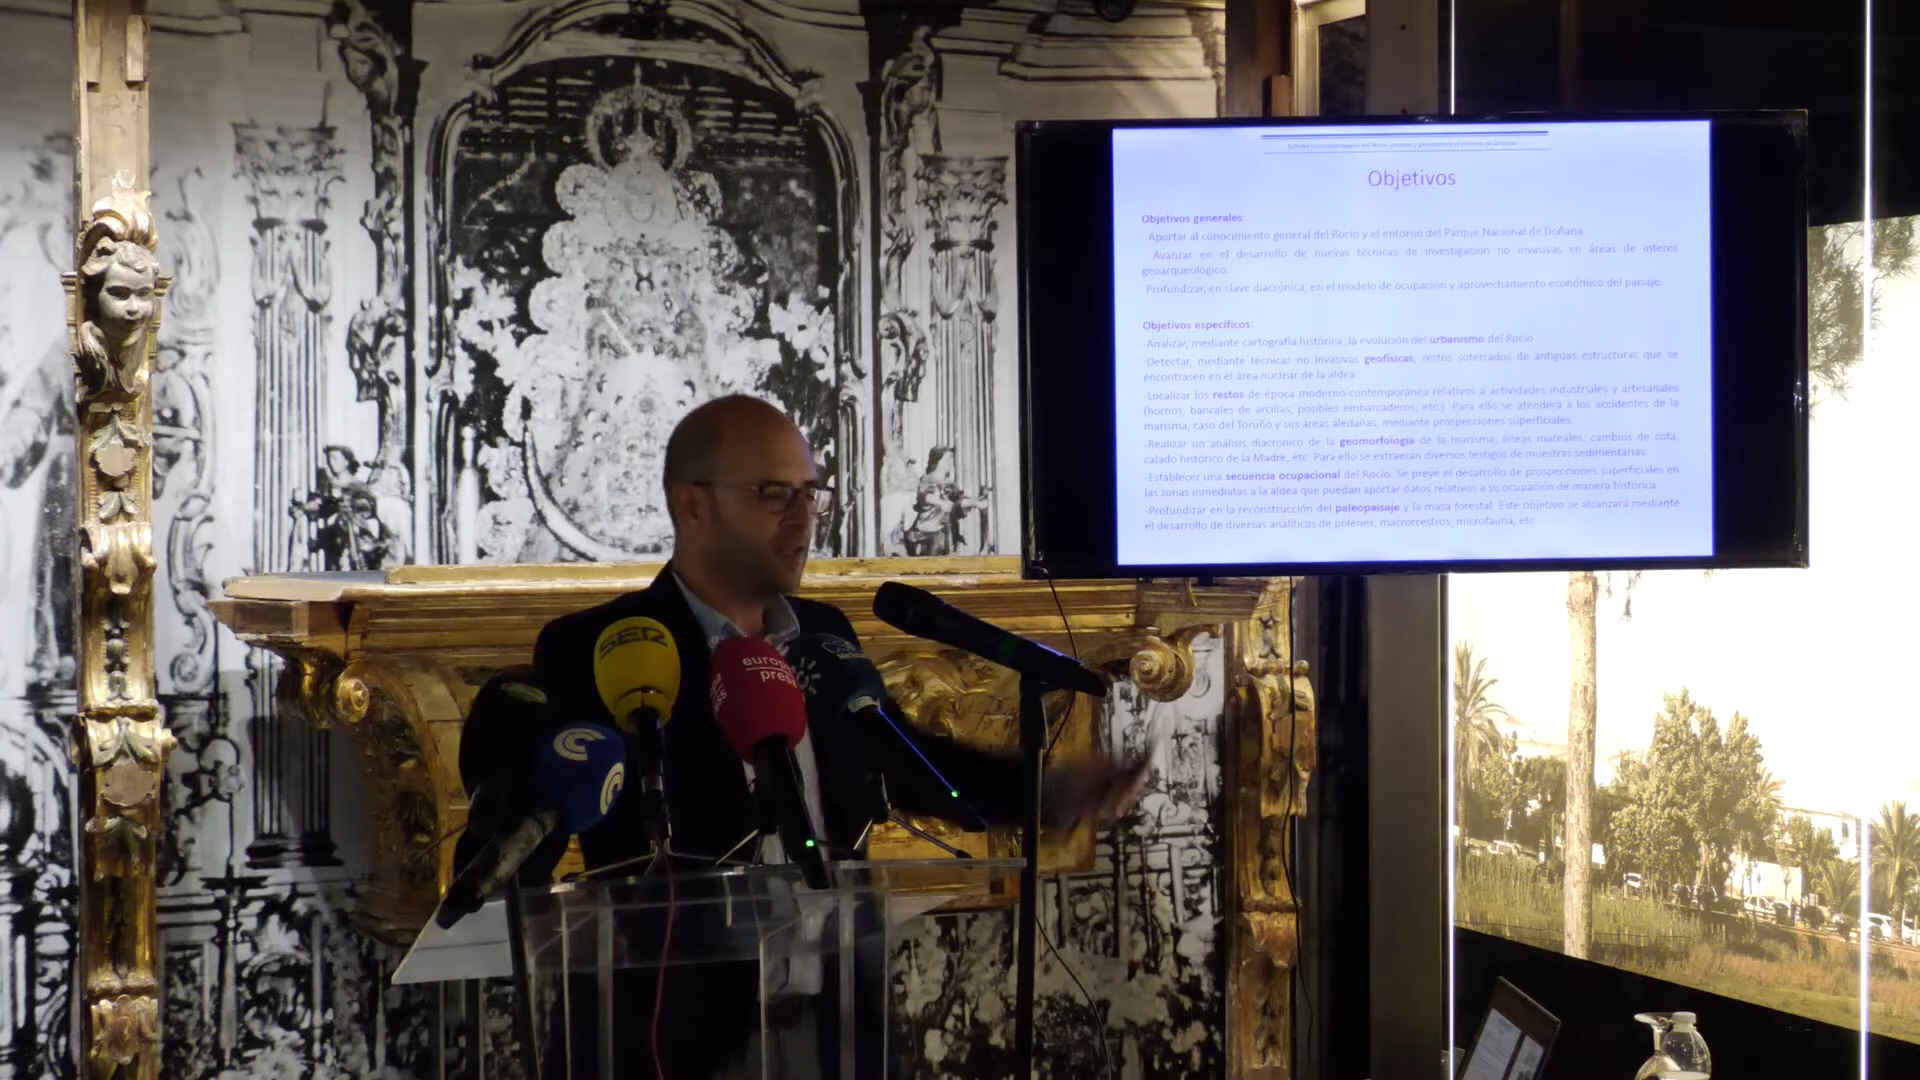 Objetivos
Objetivos generales:
Aportar al conocimiento general del Rocío y el entorno del Parque Nacional de Doñana.
Avanzar en el desarrollo de nuevas técnicas de investigacion no invasivas en áreas de interés
geoarqueológico.
-Profundizar, en clave diacrónica, en el modelo de ocupación y aprovechamiento económico del paisaje.
Objetivos específicos:
-Analizar, mediante cartografía histórica, la evolución del urbanismo del Rocío
-Detectar, mediante técnicas no invasivas geofísicas, restos soterrados de antiguas estructuras que se
encontrasen en el área nuclear de la aldea.
-Localizar los restos de época moderno-contemporánea relativos a actividades industriales y artesanales
(hornos, bancales de arcillas, posibles embarcaderos, etc.). Para ello se atenderá a los accidentes de la
marisma, caso del Toruño y sus áreas aledañas, mediante prospecciones superficiales.
-Realizar un análisis diacronico de la geomorfología de la marisma, líneas mareales, cambios de cota,
calado histórico de la Madre, etc. Para ello se extraerán diversos testigos de muestras sedimentarias.
-Establecer una secuencia ocupacional del Rocío. Se preve el desarrollo de prospecciones superficiales en
las zonas inmediatas a la aldea que puedan aportar datos relativos a su ocupación de manera histórica
-Profundizar en la reconstrucción del paleopaisaje y la masa forestal. Este objetivo se alcanzará mediante
el desarrollo de diversas analíticas de pólenes, macrorrestros, microfauna, etc
SER
europa
press